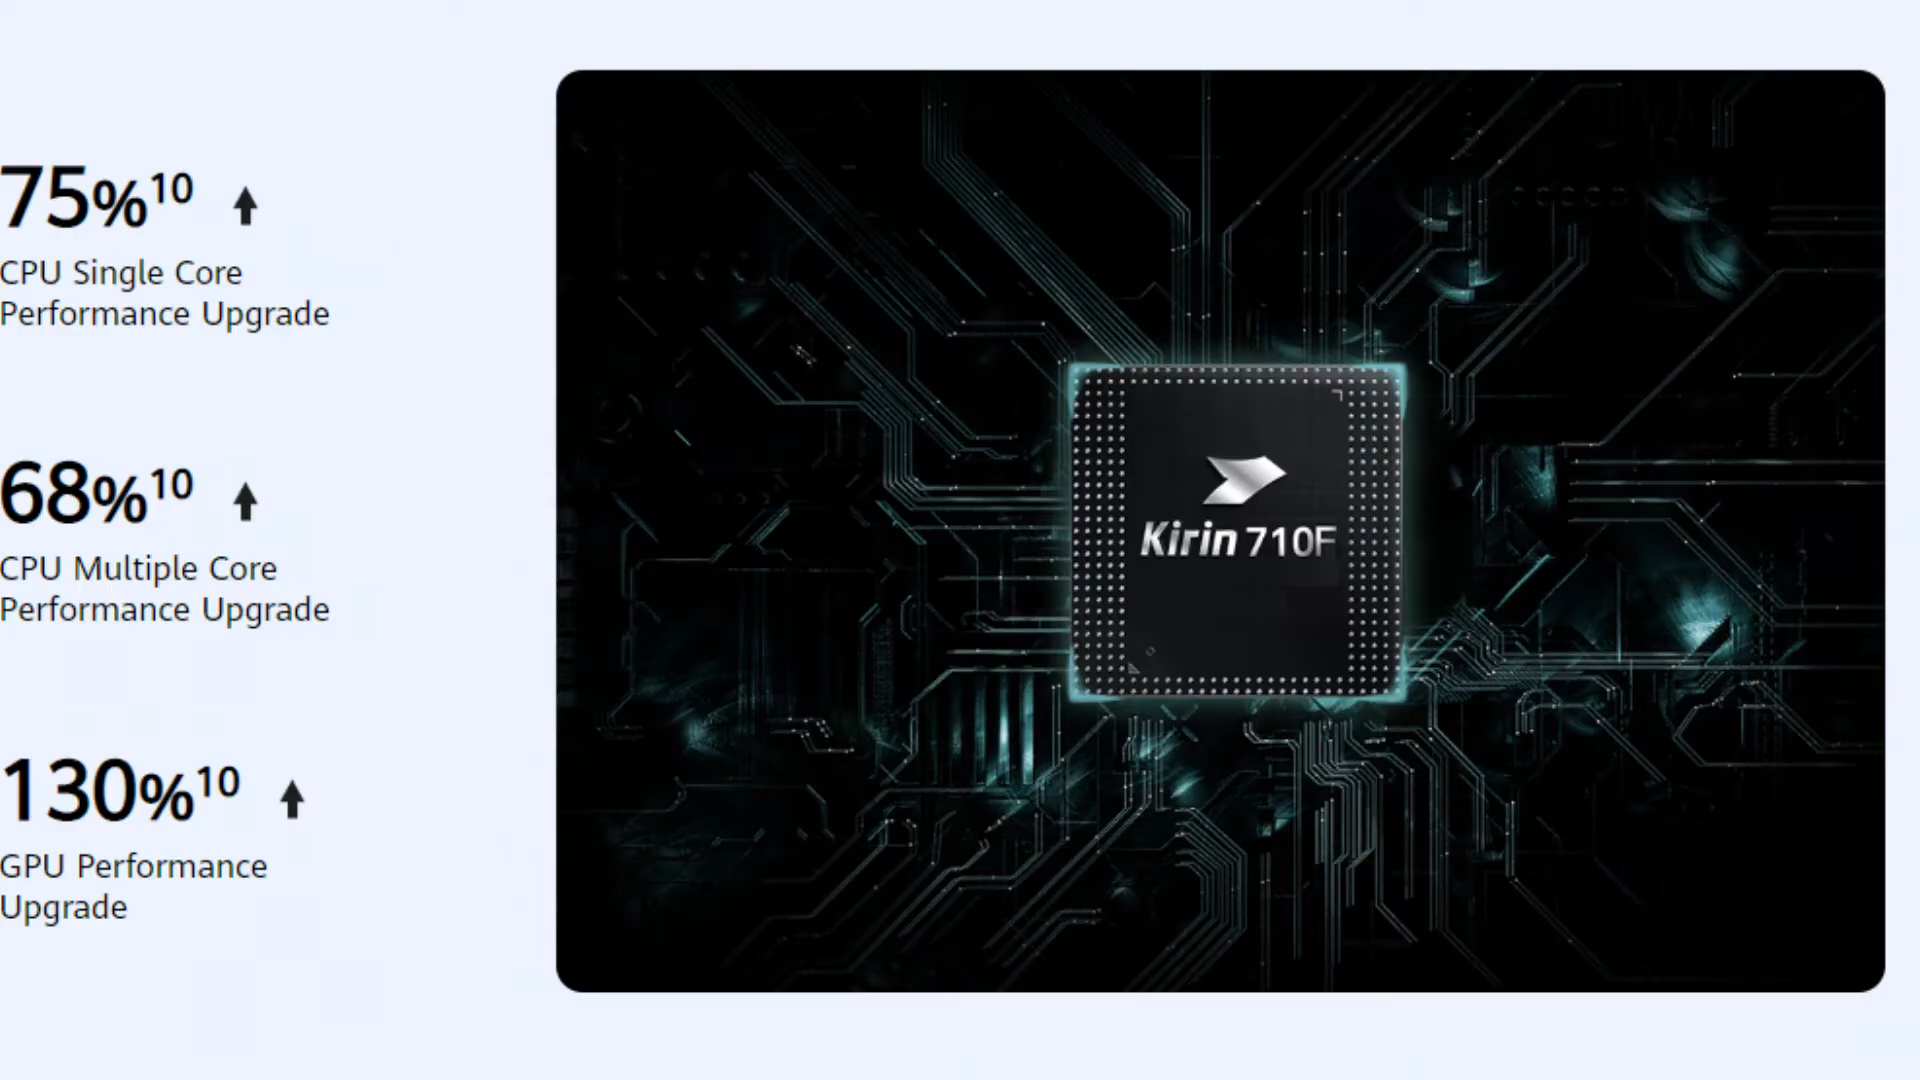 75%¹⁰
CPU Single Core
Performance Upgrade
68%¹⁰
CPU Multiple Core
Performance Upgrade
130%¹⁰
GPU Performance
Upgrade
Kirin 710F